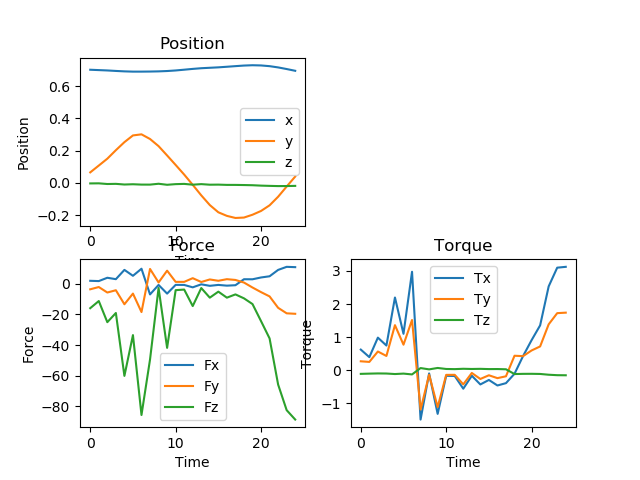 Position
Position
0.6
0.4
0.2
0.0
−0.2
x
y
z
0
10
20
Time
Force
Force
0
−20
−40
−60
−80
Fx
Fy
Fz
0
10
20
Time
Torque
Torque
3
2
1
0
−1
Tx
Ty
Tz
0
10
20
Time